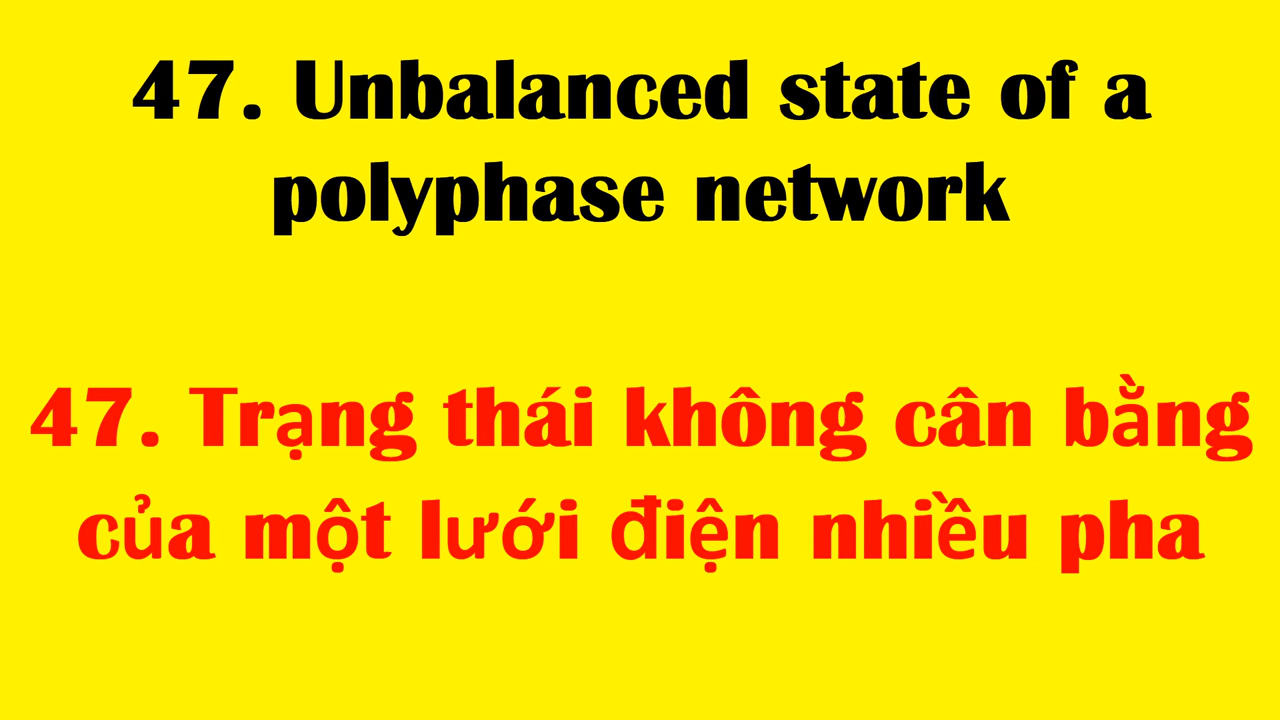 47. Unbalanced state of a
polyphase network
47. Trạng thái không cân bằng
của một lưới điện nhiều pha